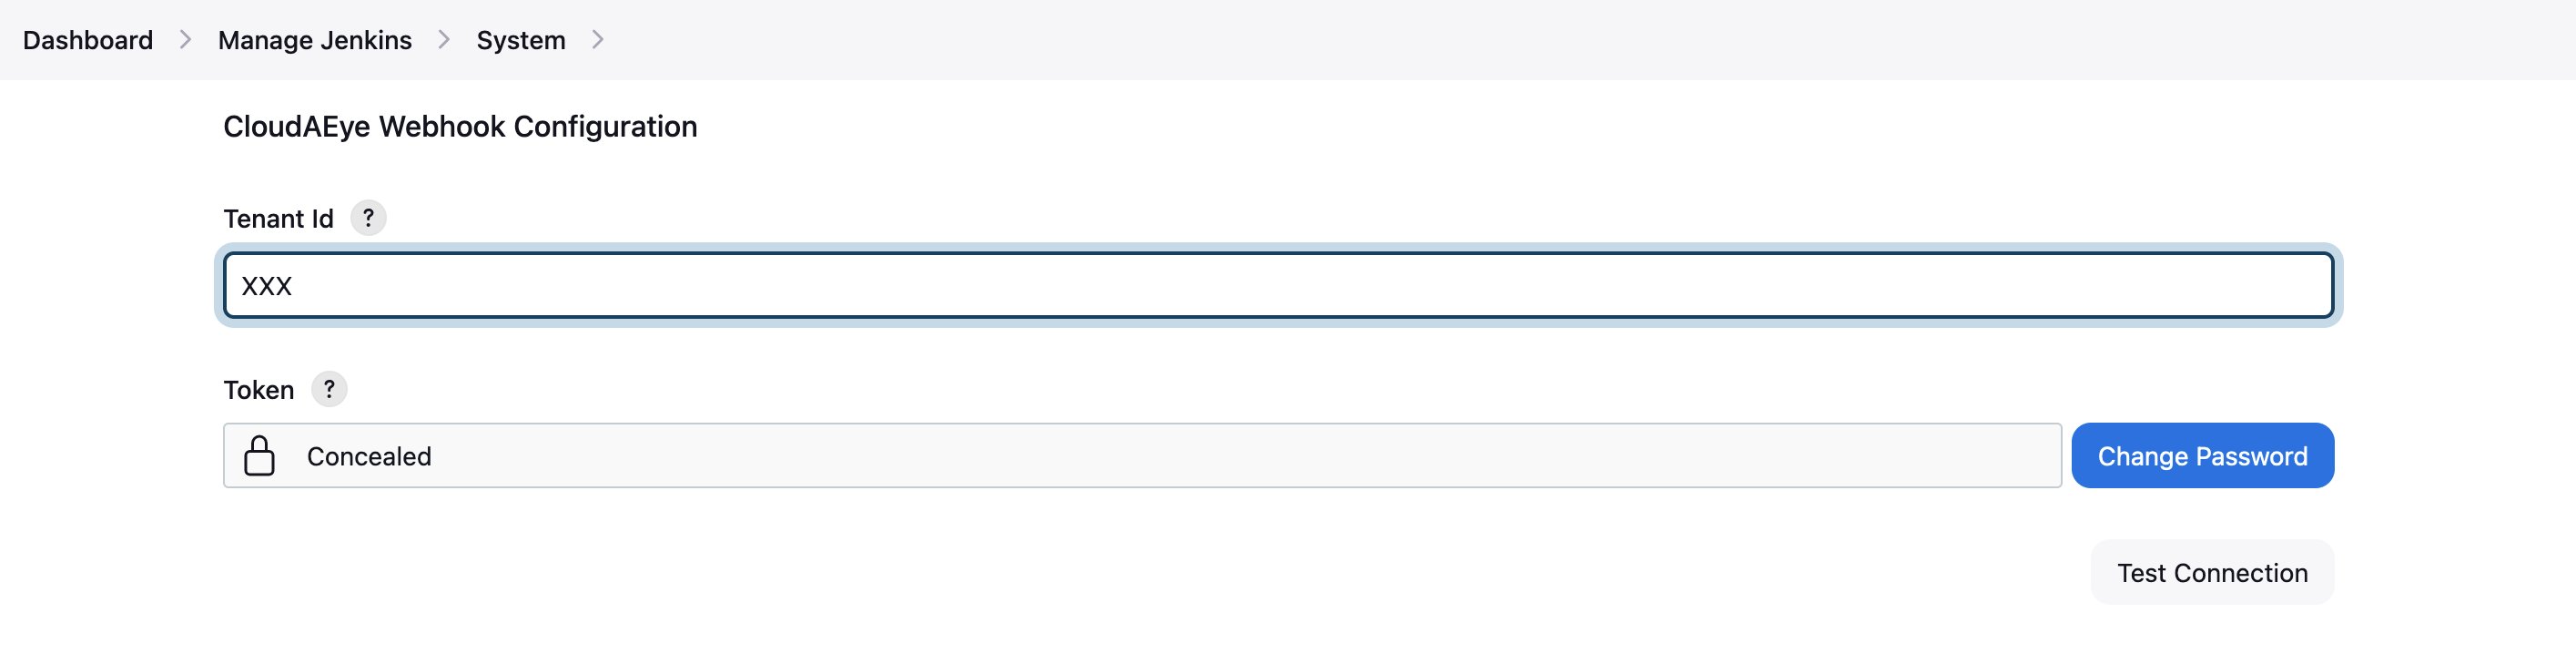 Dashboard > Manage Jenkins > System >
CloudAEye Webhook Configuration
Tenant Id ?
XXX
Token ?
Concealed Change Password
Test Connection